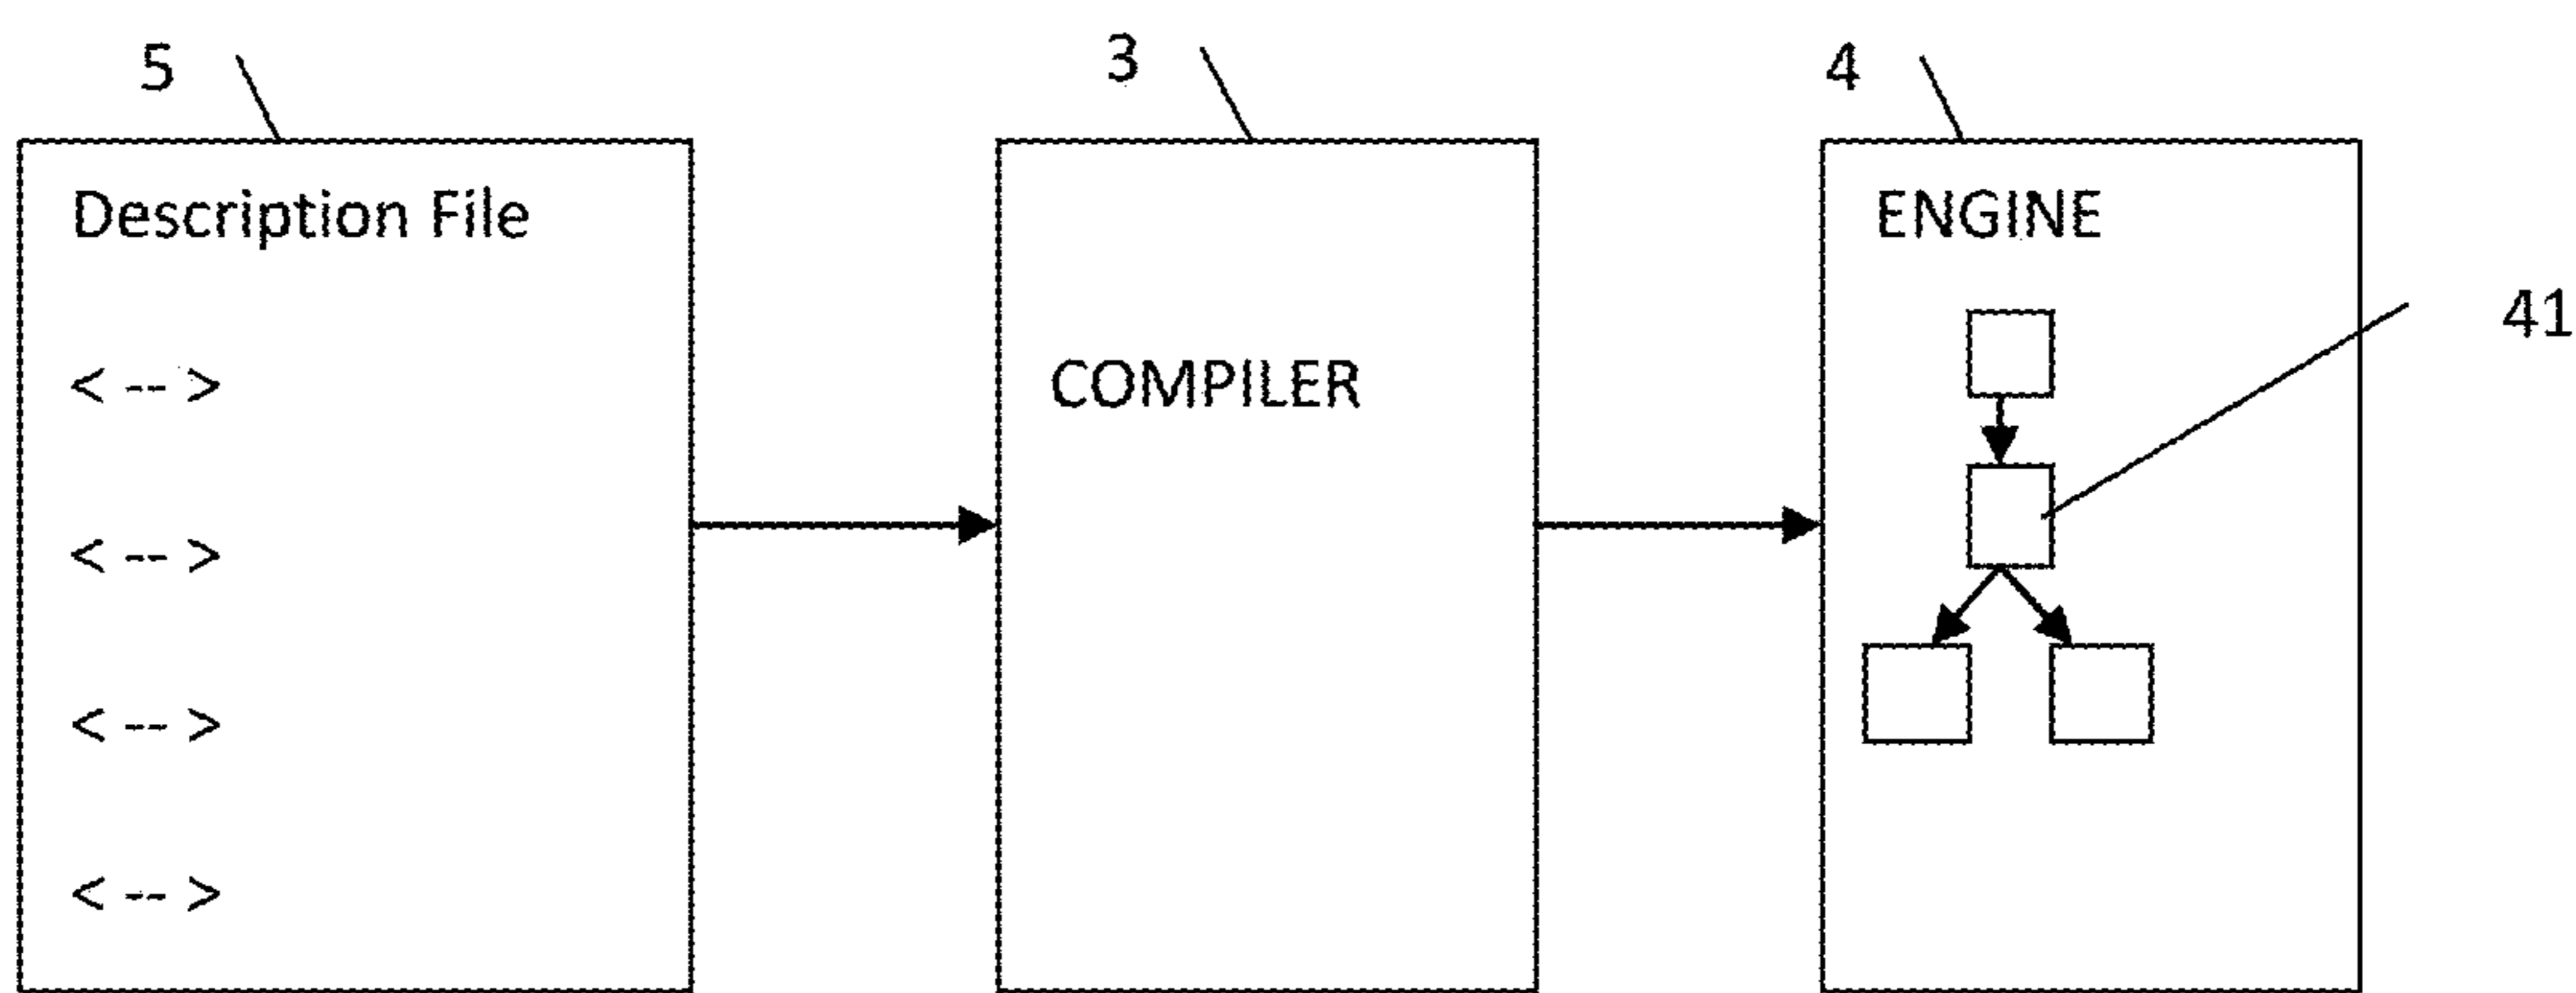 5
3
4
Description File
ENGINE
41
< -- >
COMPILER
< -- >
< -- >
< -- >